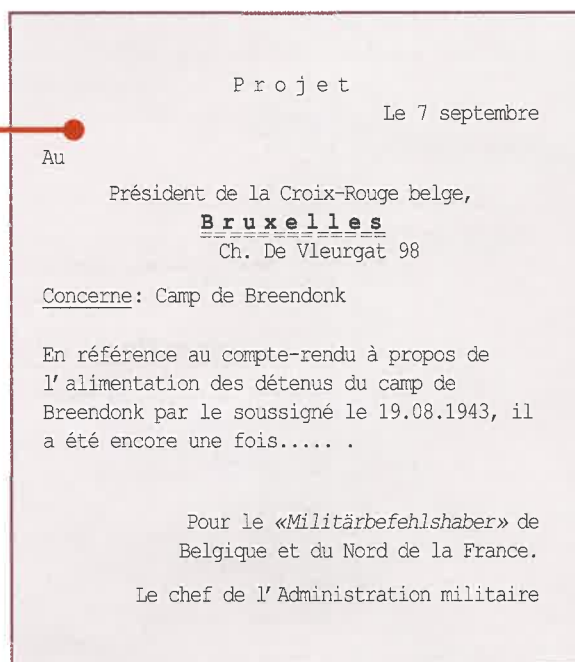 Projet
Le 7 septembre
Au
Président de la Croix-Rouge belge,
Bruxelles
Ch. De Vleurgat 98
Concerne: Camp de Breendonk
En référence au compte-rendu à propos de
l'alimentation des détenus du camp de
Breendonk par le soussigné le 19.08.1943, il
a été encore une fois..... .
Pour le «Militärbefehlshaber» de
Belgique et du Nord de la France.
Le chef de l'Administration militaire